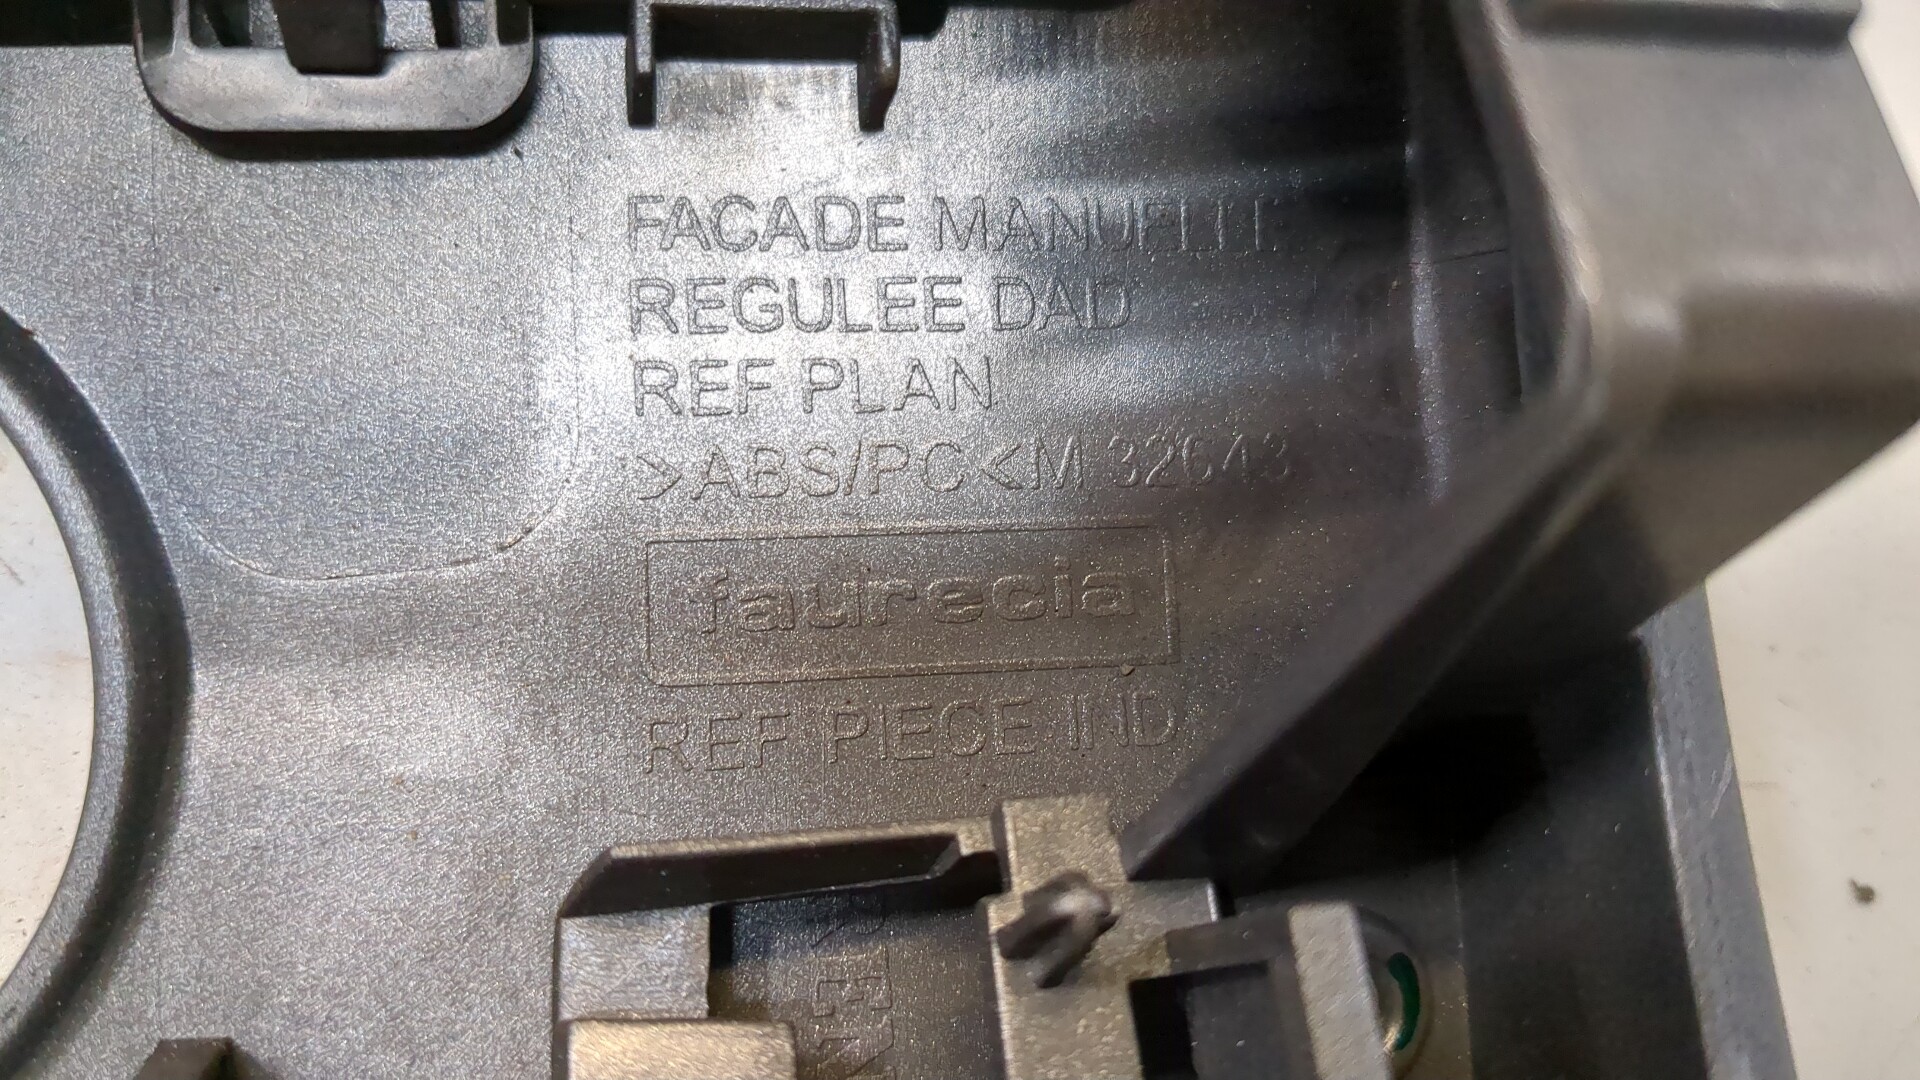 FACADE MANUELLE
REGULEE DAD
REF PLAN
>ABS/PC<M 32643
faurecia
REF PIECE IND